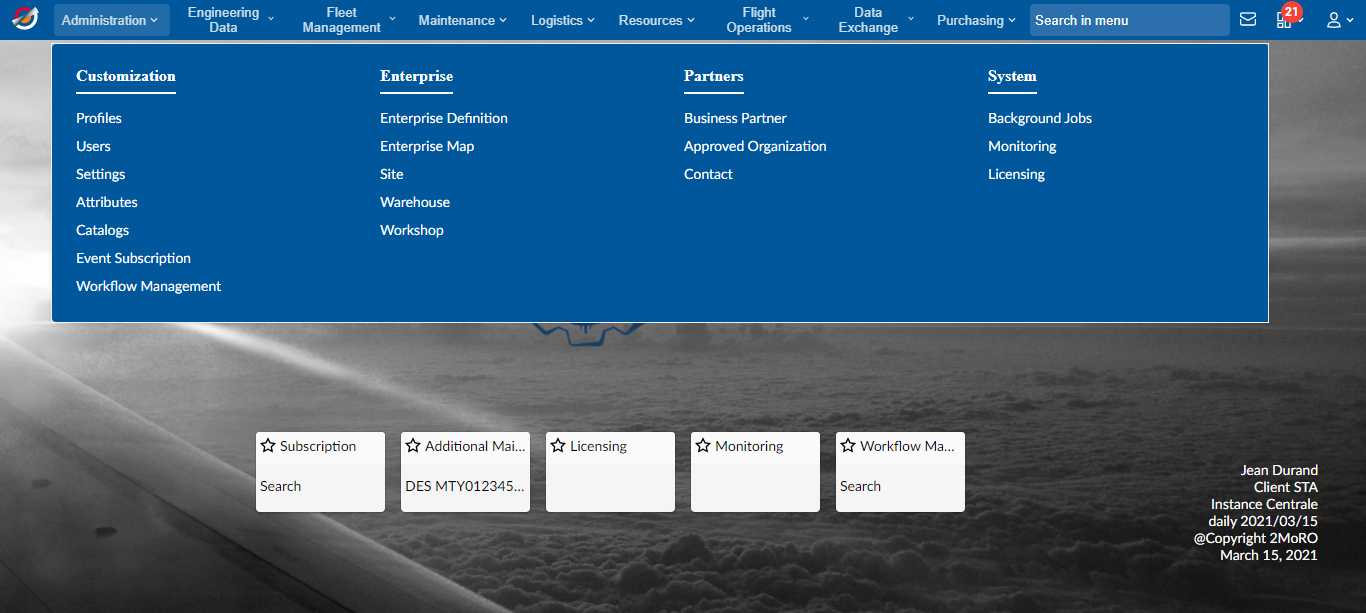 Administration
Engineering
Data
Fleet
Management
Maintenance
Logistics
Resources
Flight
Operations
Data
Exchange
Purchasing
Search in menu
21
Customization
Profiles
Users
Settings
Attributes
Catalogs
Event Subscription
Workflow Management
Enterprise
Enterprise Definition
Enterprise Map
Site
Warehouse
Workshop
Partners
Business Partner
Approved Organization
Contact
System
Background Jobs
Monitoring
Licensing
Subscription
Search
Additional Mai...
DES MTY012345...
Licensing
Monitoring
Workflow Ma...
Search
Jean Durand
Client STA
Instance Centrale
daily 2021/03/15
@Copyright 2MoRO
March 15, 2021